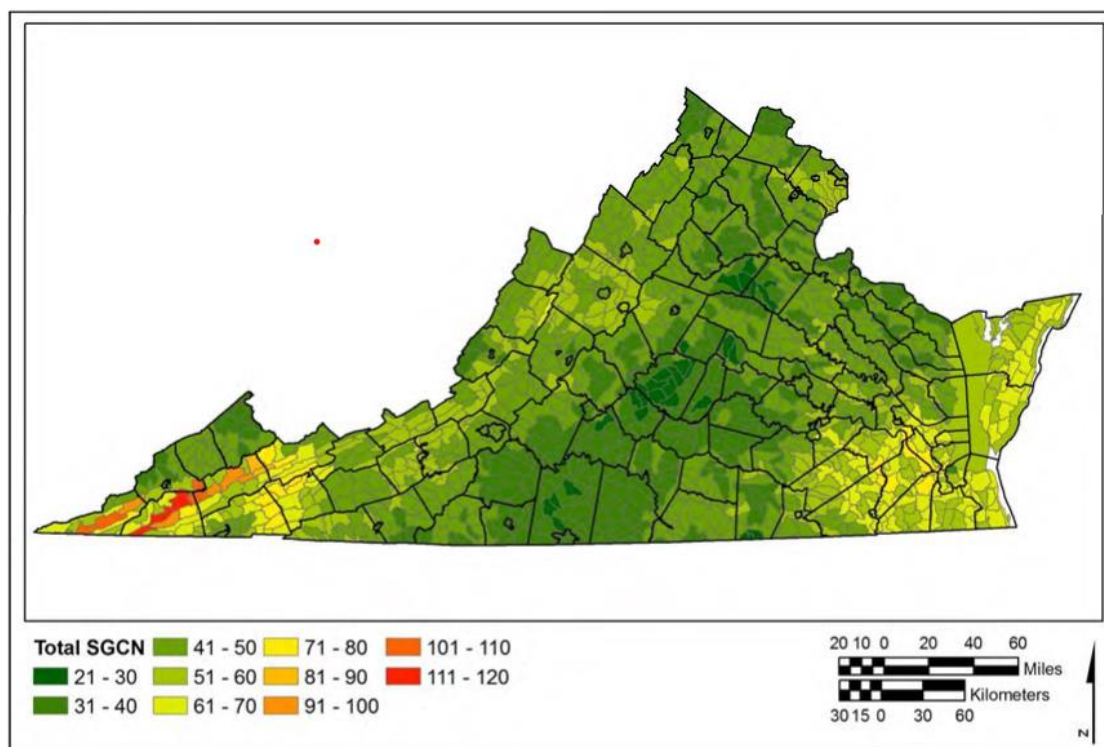 Total SGCN
21 - 30
31 - 40
41 - 50
51 - 60
61 - 70
71 - 80
81 - 90
91 - 100
101 - 110
111 - 120
20 10 0 20 40 60
Miles
Kilometers
30 15 0 30 60
N